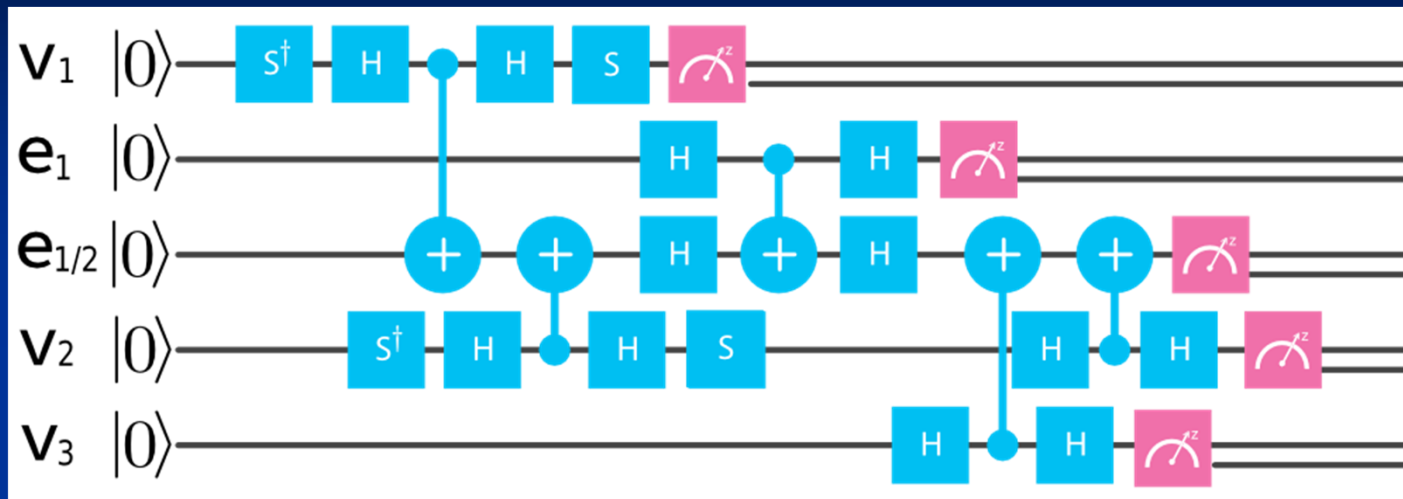 v₁ |0⟩ S† H H S z
e₁ |0⟩ H H z
e₁/₂ |0⟩ + + H + H + + z
v₂ |0⟩ S† H H S H H z
v₃ |0⟩ H H z